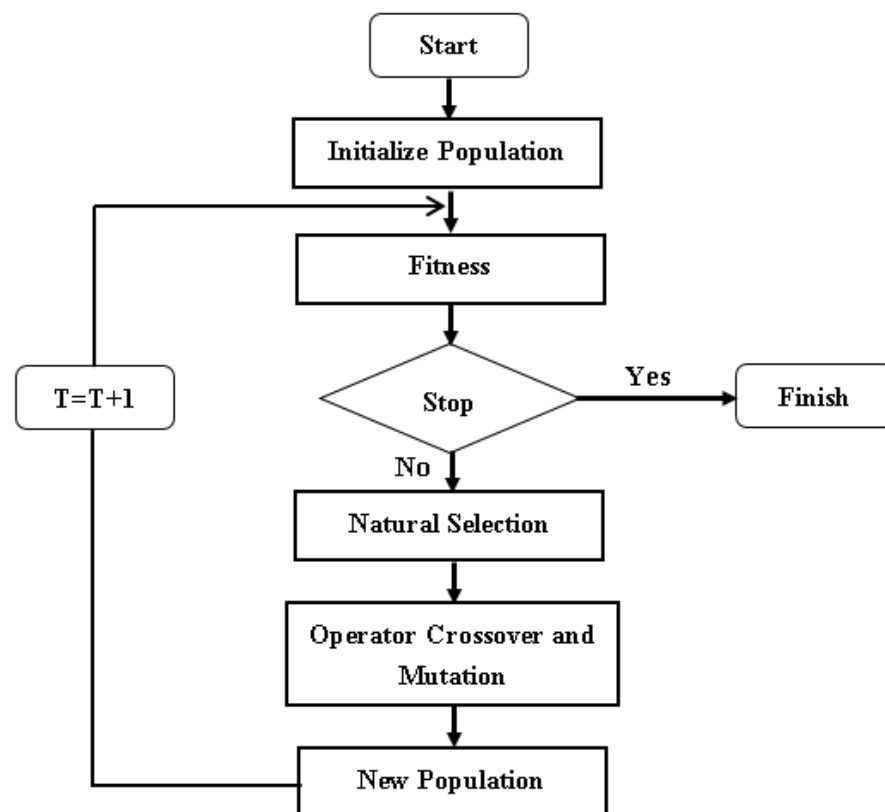 Start
Initialize Population
Fitness
T=T+1
Stop
Yes
Finish
No
Natural Selection
Operator Crossover and
Mutation
New Population